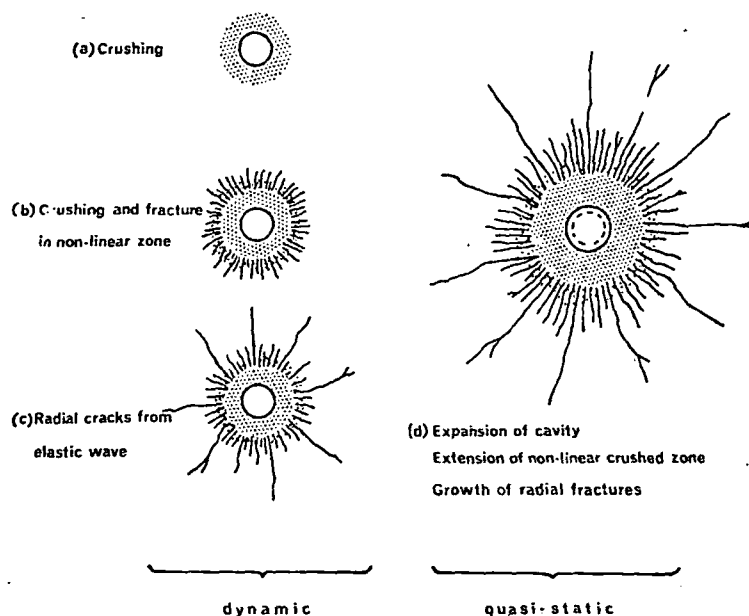 (a) Crushing
(b) Crushing and fracture
in non-linear zone
(c) Radial cracks from
elastic wave
(d) Expansion of cavity
Extension of non-linear crushed zone
Growth of radial fractures
dynamic
quasi-static